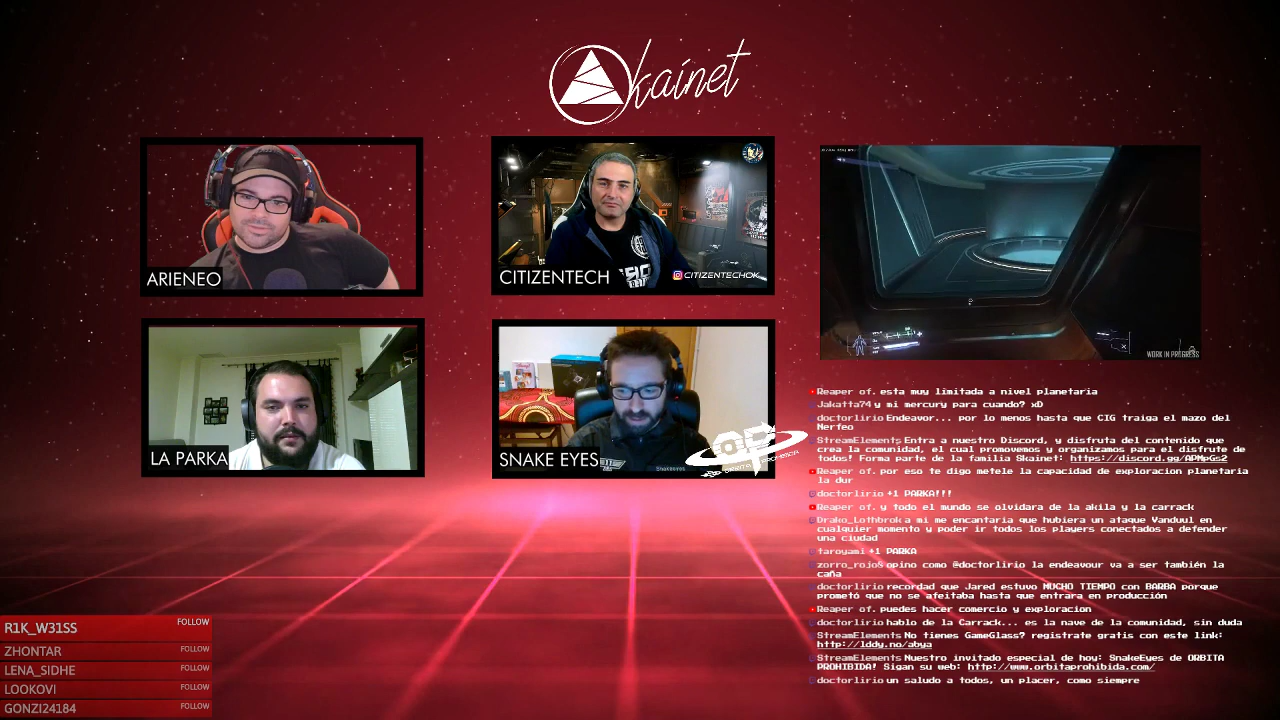 kainet
ARIENEO
CITIZENTECH
CITIZENTECHOK
LA PARKA
SNAKE EYES
OP
WORK IN PROGRESS
Reaper of. esta muy limitada a nivel planetaria
Jakatta74 y mi mercury para cuando? xD
doctorlirio Endeavor... por lo menos hasta que CIG traiga el mazo del
Nerfeo
StreamElements Entra a nuestro Discord, y disfruta del contenido que
crea la comunidad, el cual promovemos y organizamos para el disfrute de
todos! Forma parte de la familia Skainet: https://discord.gg/APMpGs2
Reaper of. por eso te digo metele la capacidad de exploracion planetaria
la dur
doctorlirio +1 PARKA!!!
Reaper of. y todo el mundo se olvidara de la akila y la carrack
Drako_Lothbrok a mi me encantaria que hubiera un ataque Vanduul en
cualquier momento y poder ir todos los players conectados a defender
una ciudad
taroyami +1 PARKA
zorro_rojo8 opino como @doctorlirio la endeavour va a ser también la
caña
doctorlirio recordad que Jared estuvo MUCHO TIEMPO con BARBA porque
prometó que no se afeitaba hasta que entrara en producción
Reaper of. puedes hacer comercio y exploracion
doctorlirio hablo de la Carrack... es la nave de la comunidad, sin duda
StreamElements No tienes GameGlass? registrate gratis con este link:
http://lddy.no/abya
StreamElements Nuestro invitado especial de hoy: SnakeEyes de ORBITA
PROHIBIDA! Sigan su web: http://www.orbitaprohibida.com/
doctorlirio un saludo a todos, un placer, como siempre
R1K_W31SS FOLLOW
ZHONTAR FOLLOW
LENA_SIDHE FOLLOW
LOOKOVI FOLLOW
GONZI24184 FOLLOW